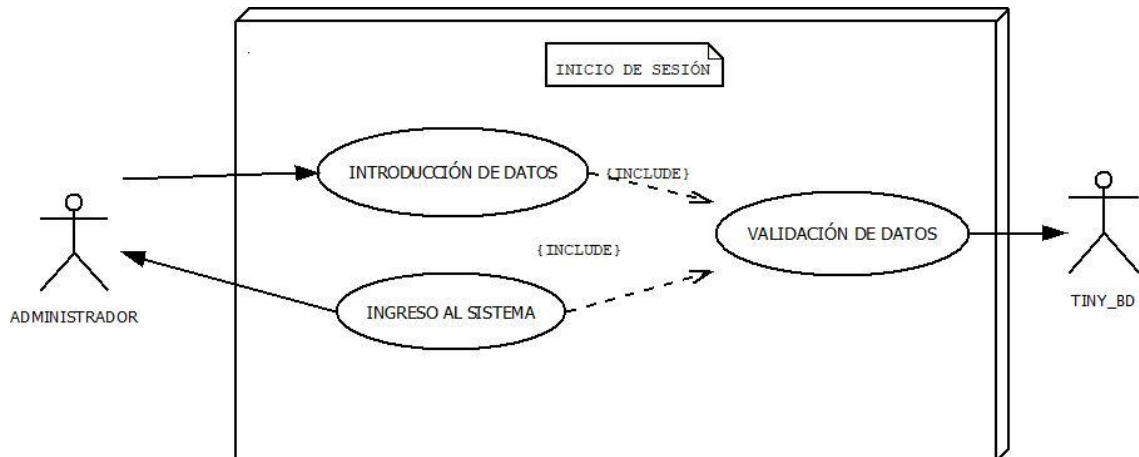 INICIO DE SESIÓN
INTRODUCCIÓN DE DATOS
{INCLUDE}
VALIDACIÓN DE DATOS
{INCLUDE}
INGRESO AL SISTEMA
ADMINISTRADOR
TINY_BD